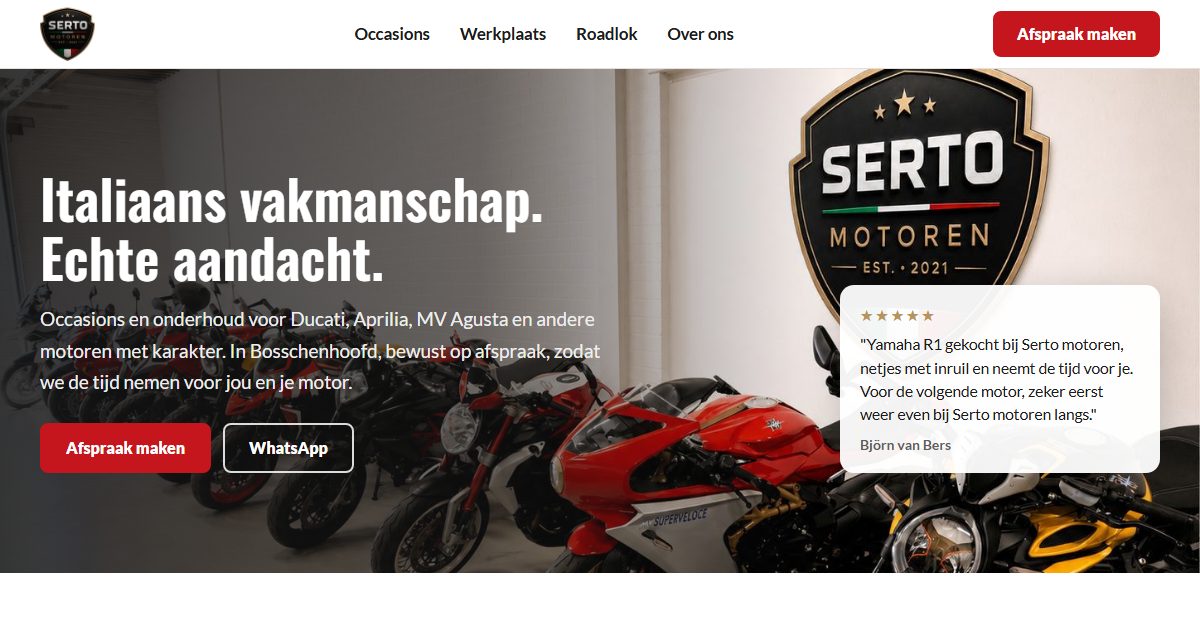 SERTO
MOTOREN
Occasions
Werkplaats
Roadlok
Over ons
Afspraak maken
SERTO
MOTOREN
EST. • 2021
Italiaans vakmanschap.
Echte aandacht.
Occasions en onderhoud voor Ducati, Aprilia, MV Agusta en andere
motoren met karakter. In Bosschenhoofd, bewust op afspraak, zodat
we de tijd nemen voor jou en je motor.
Afspraak maken
WhatsApp
"Yamaha R1 gekocht bij Serto motoren,
netjes met inruil en neemt de tijd voor je.
Voor de volgende motor, zeker eerst
weer even bij Serto motoren langs."
Björn van Bers
SUPERVELOCE